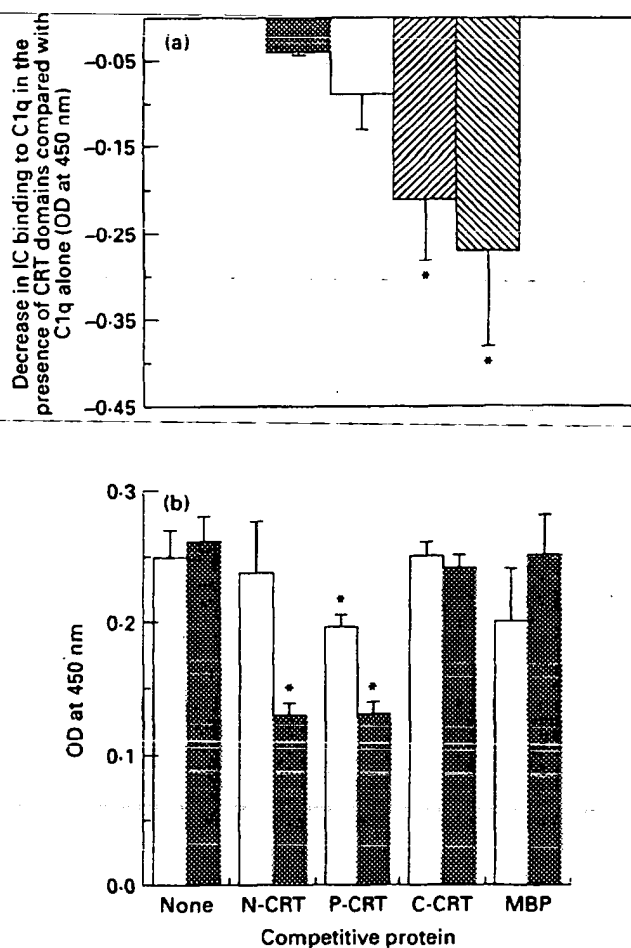 (a)
Decrease in IC binding to C1q in the
presence of CRT domains compared with
C1q alone (OD at 450 nm)
−0·05
−0·15
−0·25
−0·35
−0·45
*
*
(b)
OD at 450 nm
0·3
0·2
0·1
0·0
*
*
*
None N-CRT P-CRT C-CRT MBP
Competitive protein